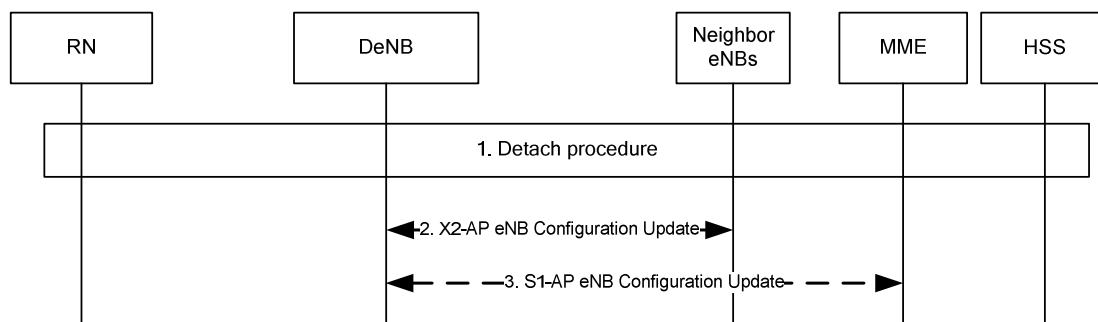 RN
DeNB
Neighbor
eNBs
MME
HSS
1. Detach procedure
2. X2-AP eNB Configuration Update
3. S1-AP eNB Configuration Update